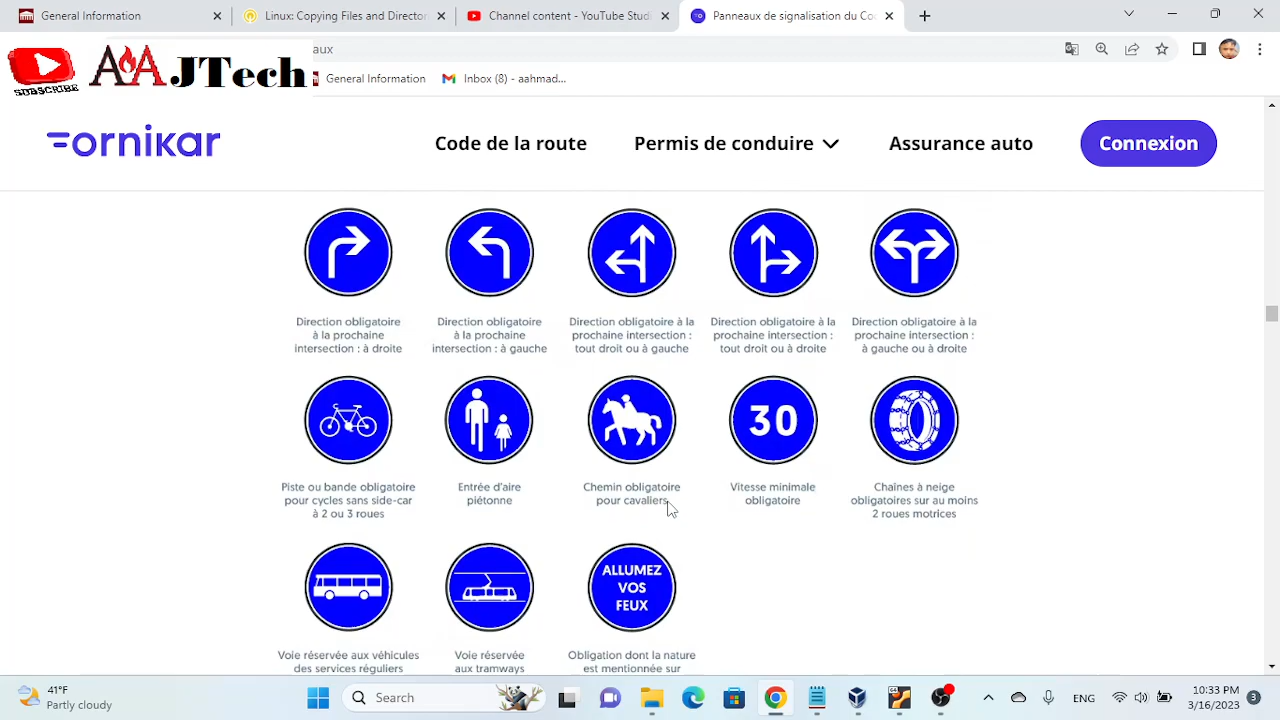 General Information
Linux Copying Files and Director
Channel content - YouTube Studi
Panneaux de signalisation du Co
aux
SUBSCRIBE
AAJTech
General Information
Inbox (8) - aahmad...
ornikar
Code de la route
Permis de conduire
Assurance auto
Connexion
Direction obligatoire
à la prochaine
intersection : à droite
Direction obligatoire
à la prochaine
intersection : à gauche
Direction obligatoire à la
prochaine intersection :
tout droit ou à gauche
Direction obligatoire à la
prochaine intersection :
tout droit ou à droite
Direction obligatoire à la
prochaine intersection :
à gauche ou à droite
30
Piste ou bande obligatoire
pour cycles sans side-car
à 2 ou 3 roues
Entrée d'aire
piétonne
Chemin obligatoire
pour cavaliers
Vitesse minimale
obligatoire
Chaînes à neige
obligatoires sur au moins
2 roues motrices
ALLUMEZ
VOS
FEUX
Voie réservée aux véhicules
des services réguliers
Voie réservée
aux tramways
Obligation dont la nature
est mentionnée sur
41°F
Partly cloudy
Search
64
ENG
10:33 PM
3/16/2023
3